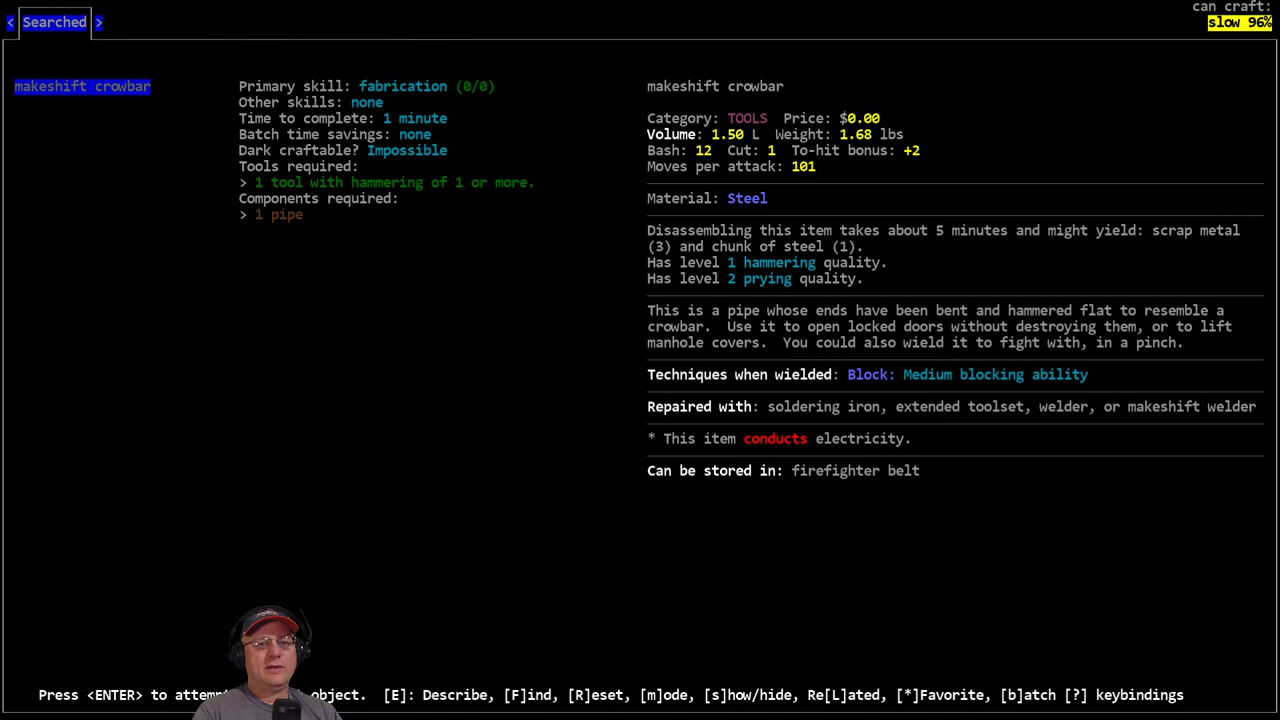 can craft:
< Searched >
slow 96%
makeshift crowbar
Primary skill: fabrication (0/0)
Other skills: none
Time to complete: 1 minute
Batch time savings: none
Dark craftable? Impossible
Tools required:
> 1 tool with hammering of 1 or more.
Components required:
> 1 pipe
makeshift crowbar
Category: TOOLS  Price: $0.00
Volume: 1.50 L  Weight: 1.68 lbs
Bash: 12  Cut: 1  To-hit bonus: +2
Moves per attack: 101
Material: Steel
Disassembling this item takes about 5 minutes and might yield: scrap metal
(3) and chunk of steel (1).
Has level 1 hammering quality.
Has level 2 prying quality.
This is a pipe whose ends have been bent and hammered flat to resemble a
crowbar.  Use it to open locked doors without destroying them, or to lift
manhole covers.  You could also wield it to fight with, in a pinch.
Techniques when wielded: Block: Medium blocking ability
Repaired with: soldering iron, extended toolset, welder, or makeshift welder
* This item conducts electricity.
Can be stored in: firefighter belt
Press <ENTER> to object.  [E]: Describe, [F]ind, [R]eset, [m]ode, [s]how/hide, Re[L]ated, [*]Favorite, [b]atch [?] keybindings